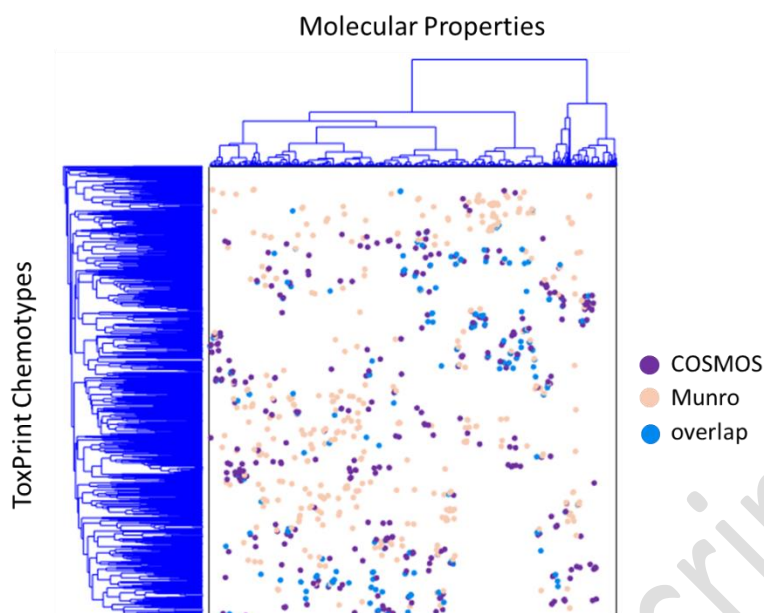 Molecular Properties
ToxPrint Chemotypes
COSMOS
Munro
overlap